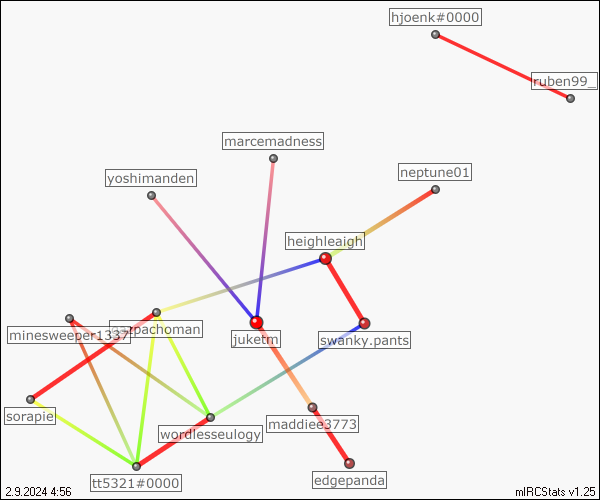 hjoenk#0000
ruben99_
marcemadness
neptune01
yoshimanden
heighleaigh
minesweeper1337
juketm
swanky.pants
sorapie
maddiee3773
wordlesseulogy
edgepanda
tt5321#0000
2.9.2024 4:56
mIRCStats v1.25